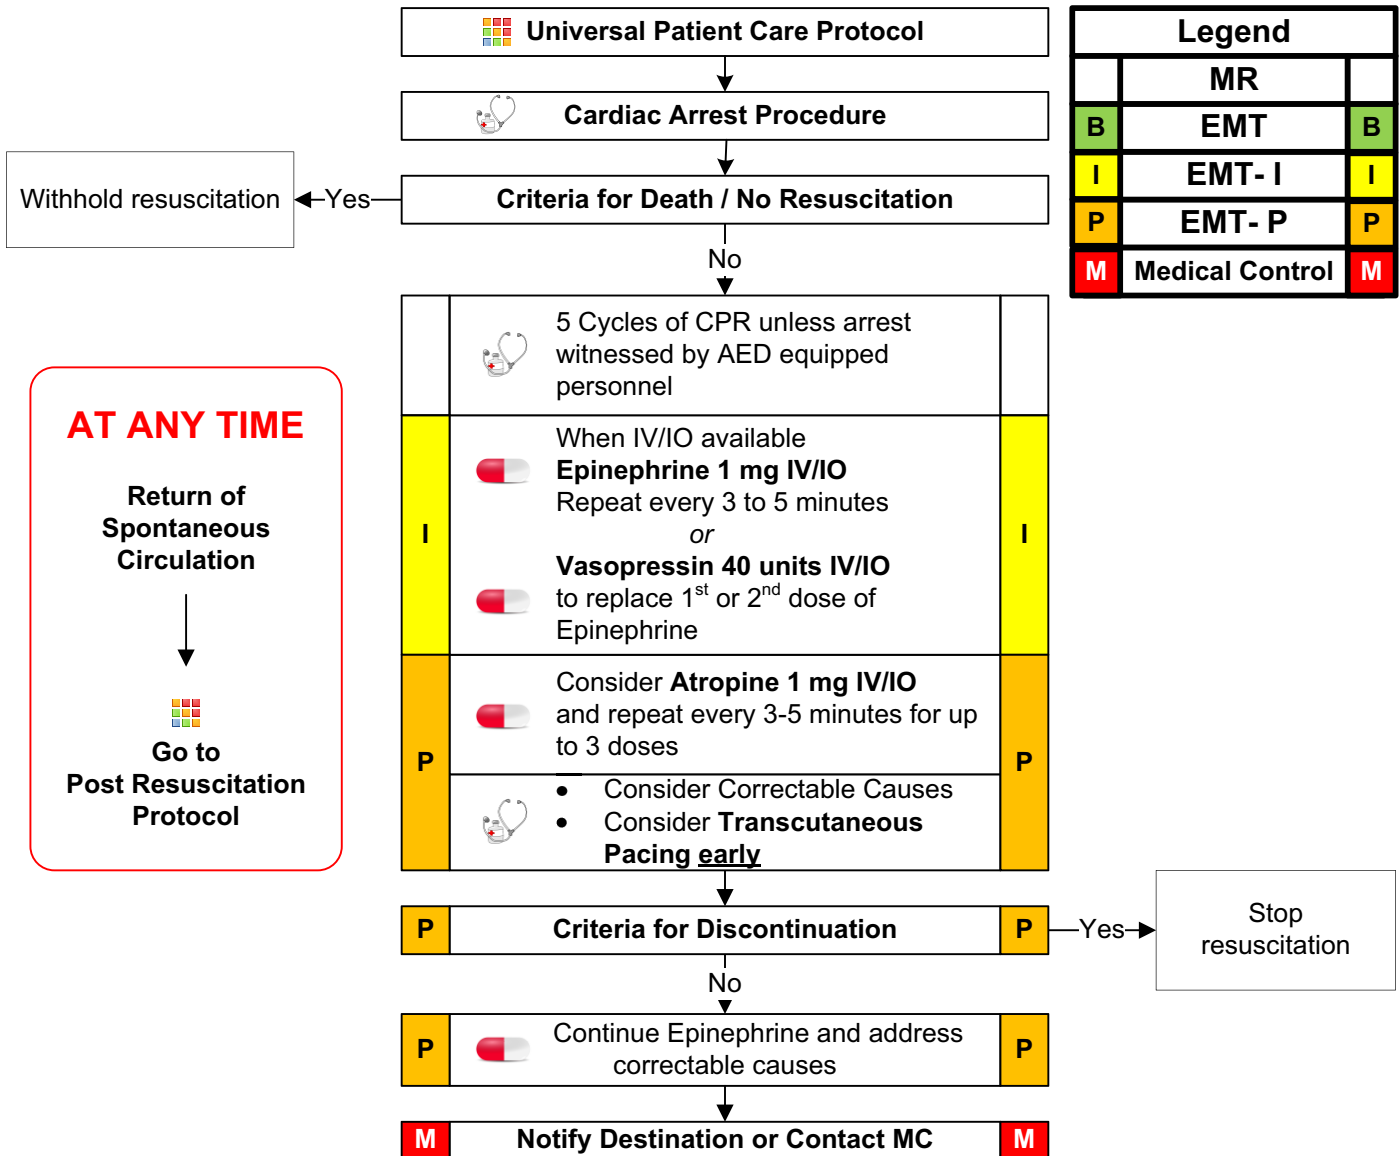 Universal Patient Care Protocol
Legend
MR
B EMT B
I EMT- I I
P EMT- P P
M Medical Control M
Cardiac Arrest Procedure
Criteria for Death / No Resuscitation
Yes
Withhold resuscitation
No
5 Cycles of CPR unless arrest
witnessed by AED equipped
personnel
AT ANY TIME
Return of
Spontaneous
Circulation
Go to
Post Resuscitation
Protocol
I
When IV/IO available
Epinephrine 1 mg IV/IO
Repeat every 3 to 5 minutes
or
Vasopressin 40 units IV/IO
to replace 1st or 2nd dose of
Epinephrine
I
P
Consider Atropine 1 mg IV/IO
and repeat every 3-5 minutes for up
to 3 doses
• Consider Correctable Causes
• Consider Transcutaneous
Pacing early
P
P Criteria for Discontinuation P
Yes
Stop
resuscitation
No
P
Continue Epinephrine and address
correctable causes
P
M Notify Destination or Contact MC M